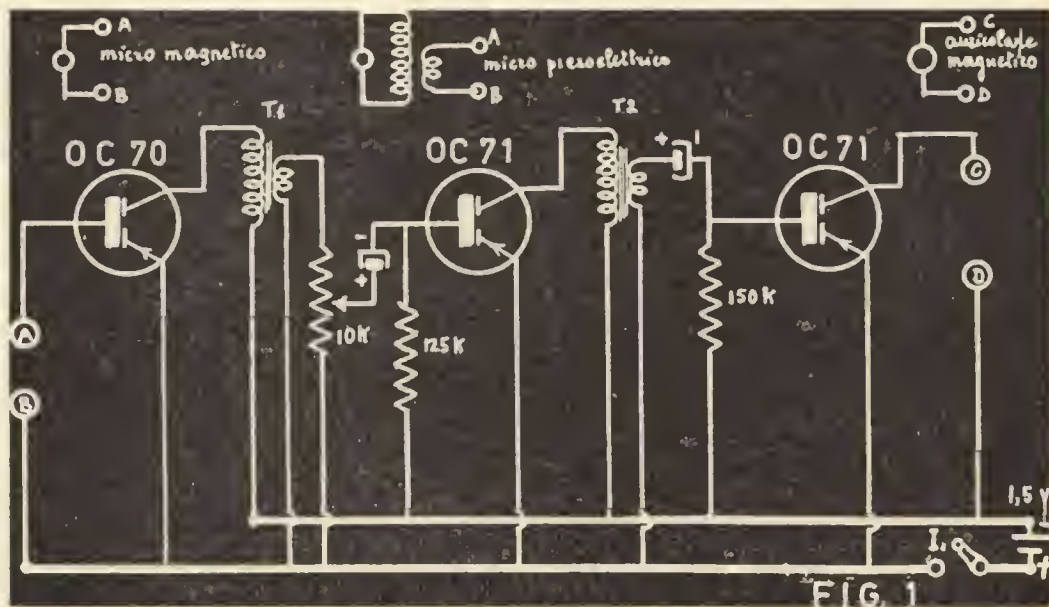 A
micro magnetico
B
A
micro piezoelettrico
B
C
auricolare
magnetico
D
T1
T2
OC 70
OC 71
OC 71
+ -
- +
10K
125K
150K
A
B
C
D
1,5 V
I1
+
FIG. 1